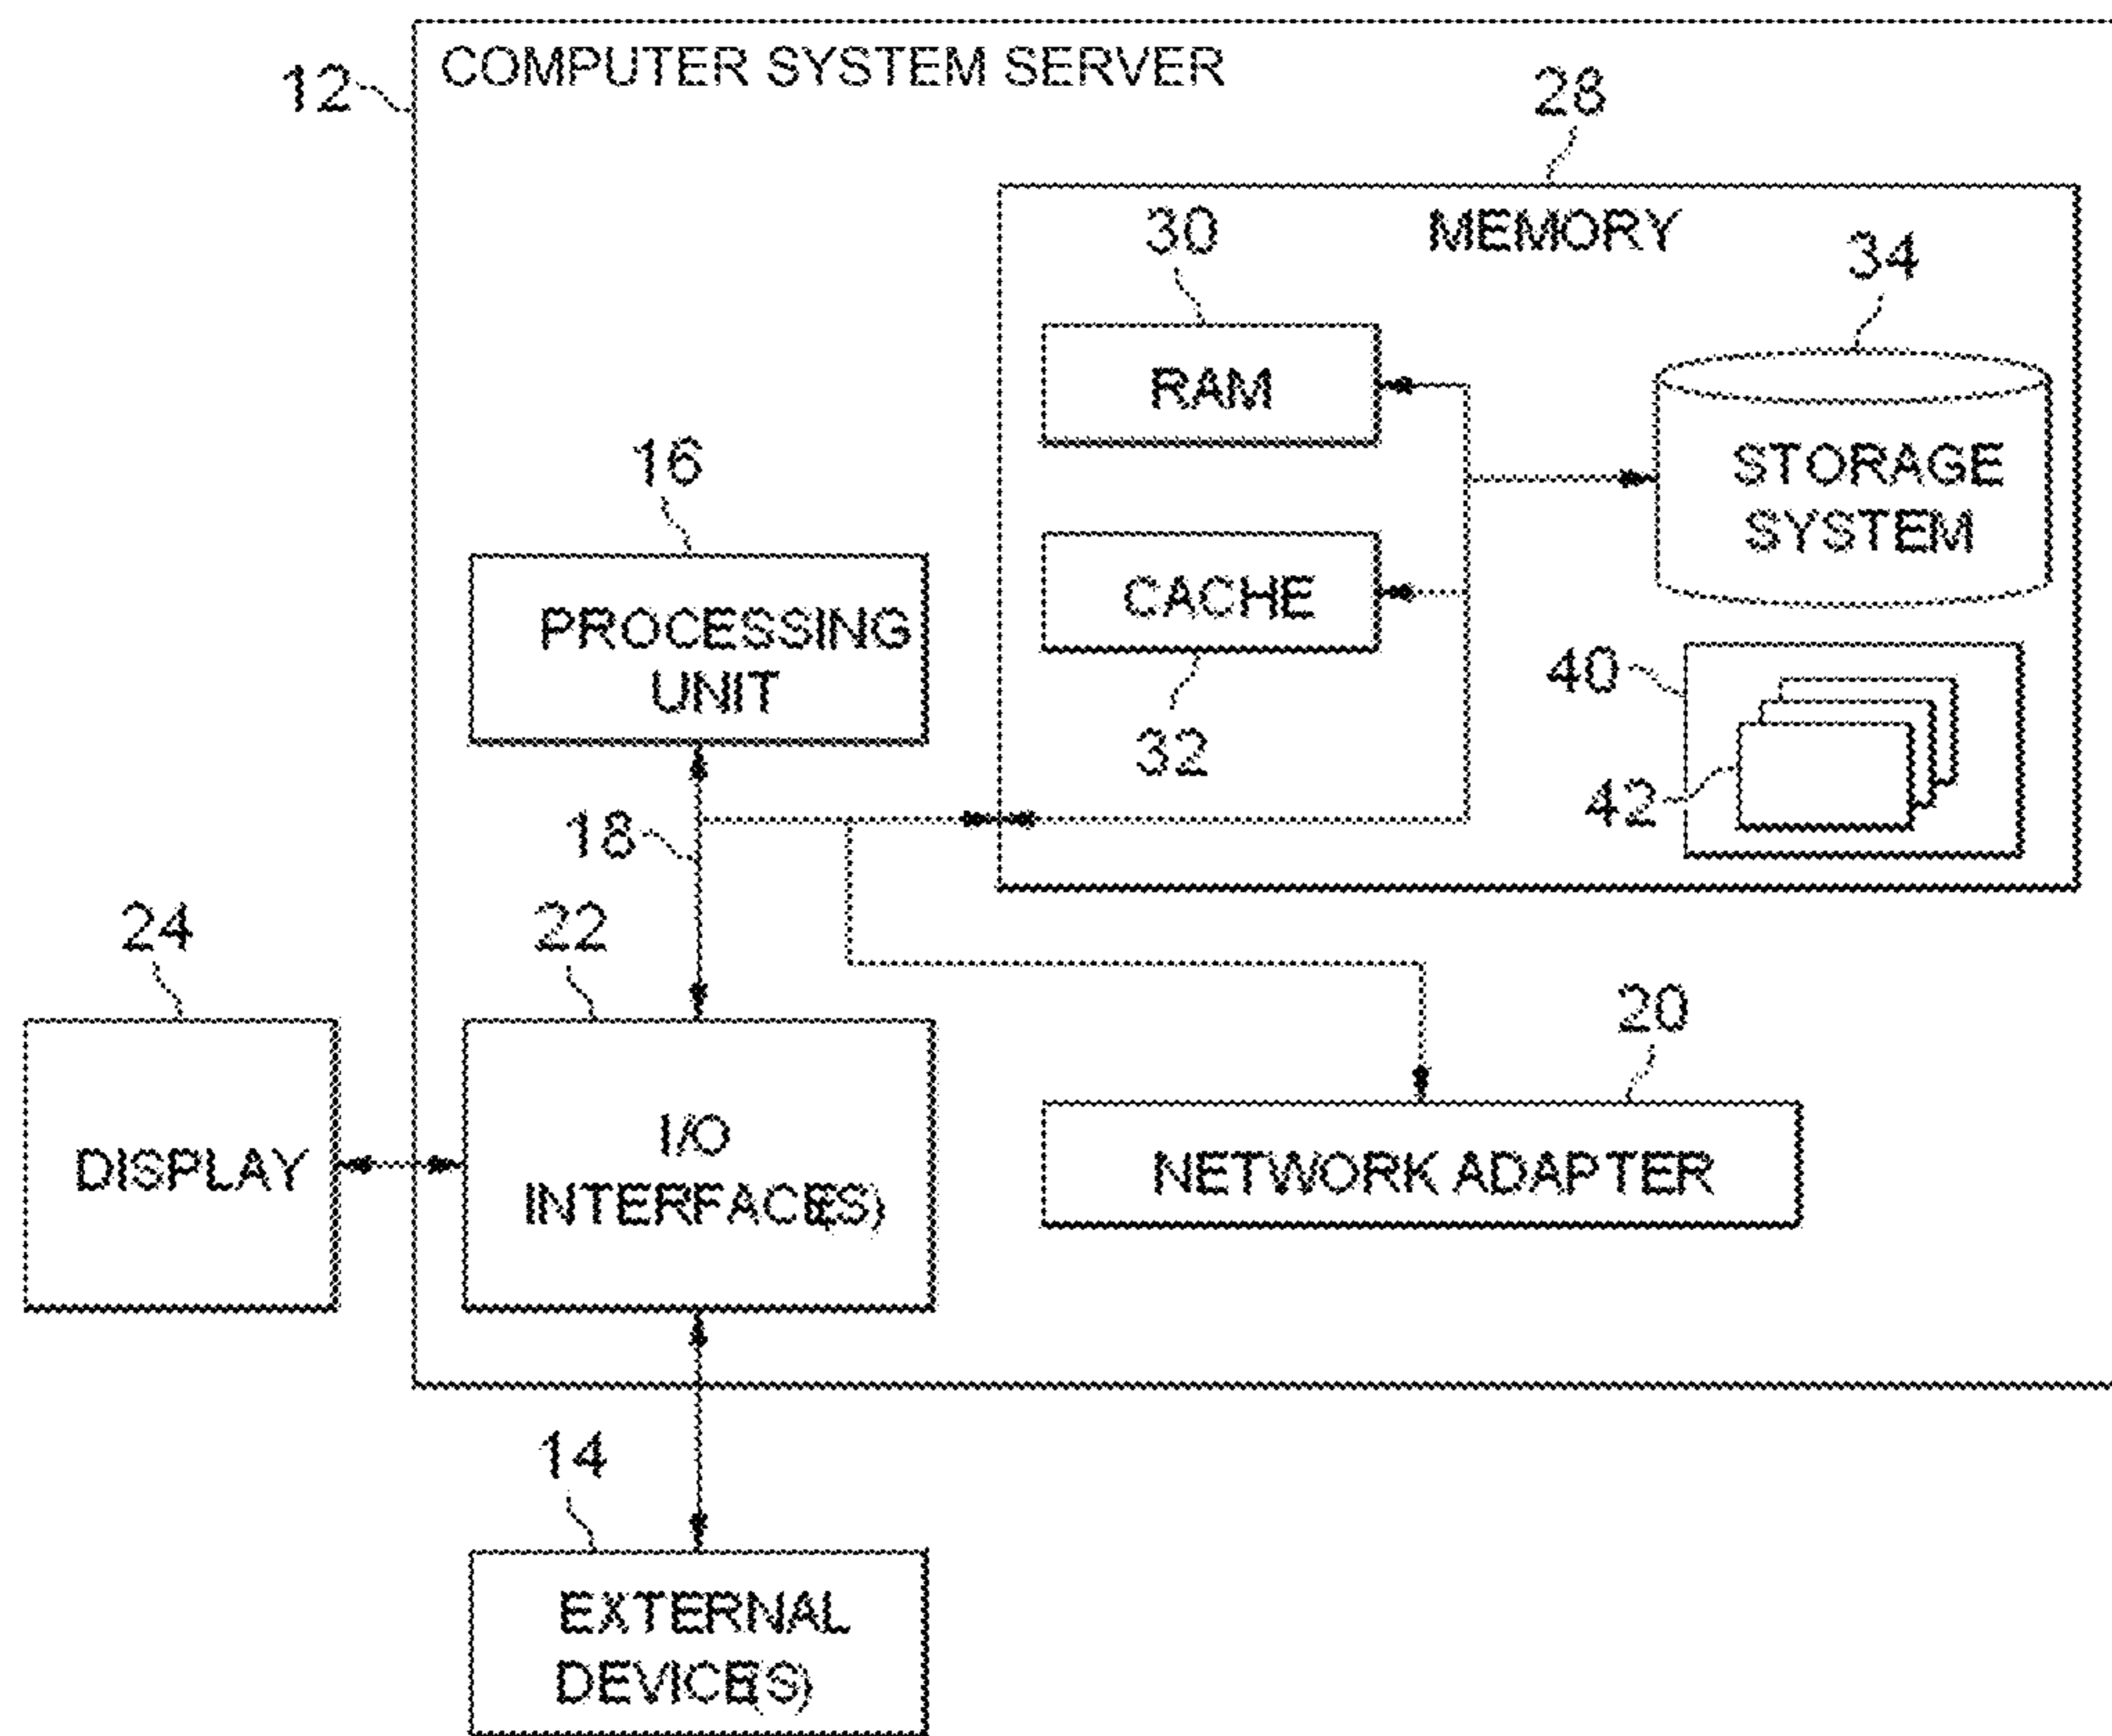 12
COMPUTER SYSTEM SERVER
28
MEMORY
30
34
RAM
STORAGE
SYSTEM
16
PROCESSING
UNIT
CACHE
32
40
42
18
24
22
20
DISPLAY
I/O
INTERFACE(S)
NETWORK ADAPTER
14
EXTERNAL
DEVICE(S)